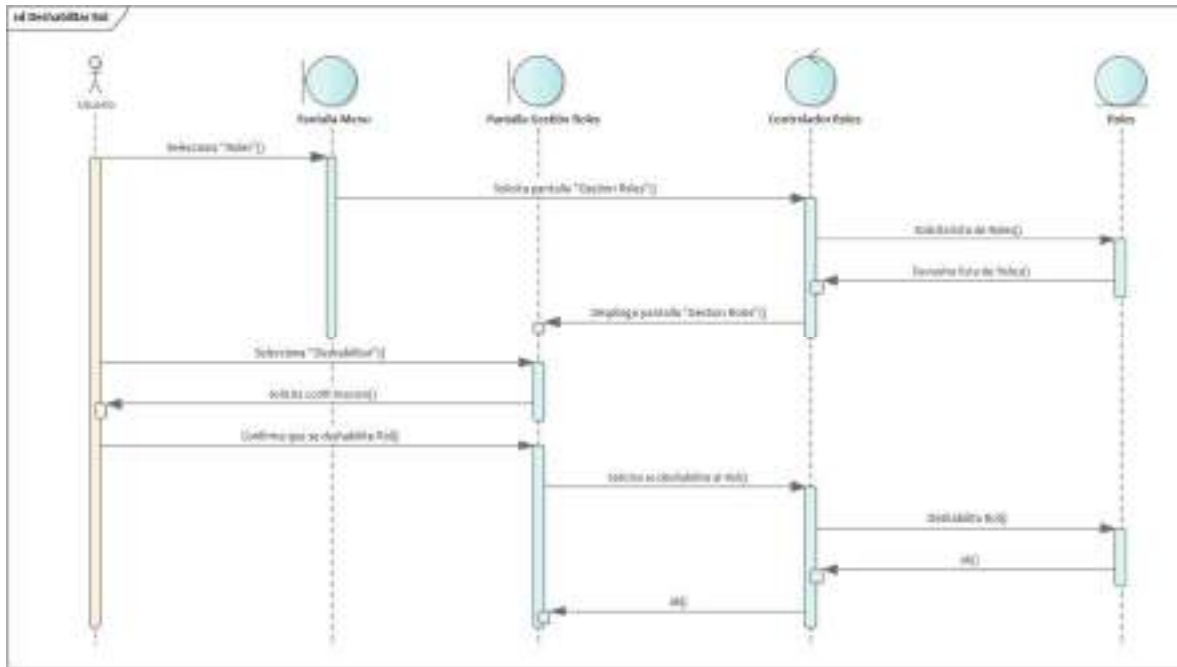 sd Deshabilitar Rol
Usuario
Pantalla Menu
Pantalla Gestión Roles
Controlador Roles
Roles
Selecciona "Roles"()
Solicita pantalla "Gestion Roles"()
Solicita lista de Roles()
Devuelve lista de Roles()
Despliega pantalla "Gestion Roles"()
Selecciona "Deshabilitar"()
Solicita confirmacion()
Confirma que se deshabilite Rol()
Solicita se deshabilite el Rol()
Deshabilita Rol()
ok()
ok()